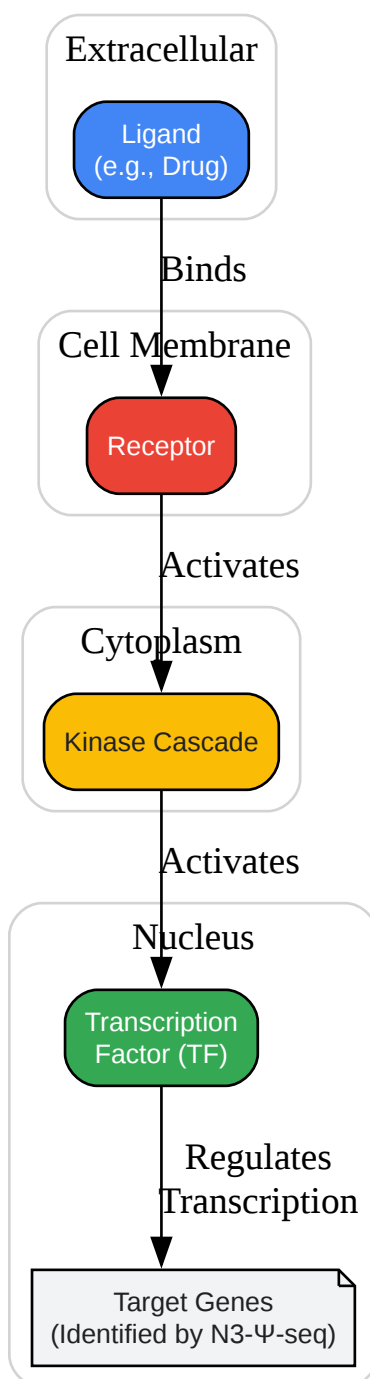 Extracellular
Ligand
(e.g., Drug)
Binds
Cell Membrane
Receptor
Activates
Cytoplasm
Kinase Cascade
Activates
Nucleus
Transcription
Factor (TF)
Regulates
Transcription
Target Genes
(Identified by N3-Ψ-seq)